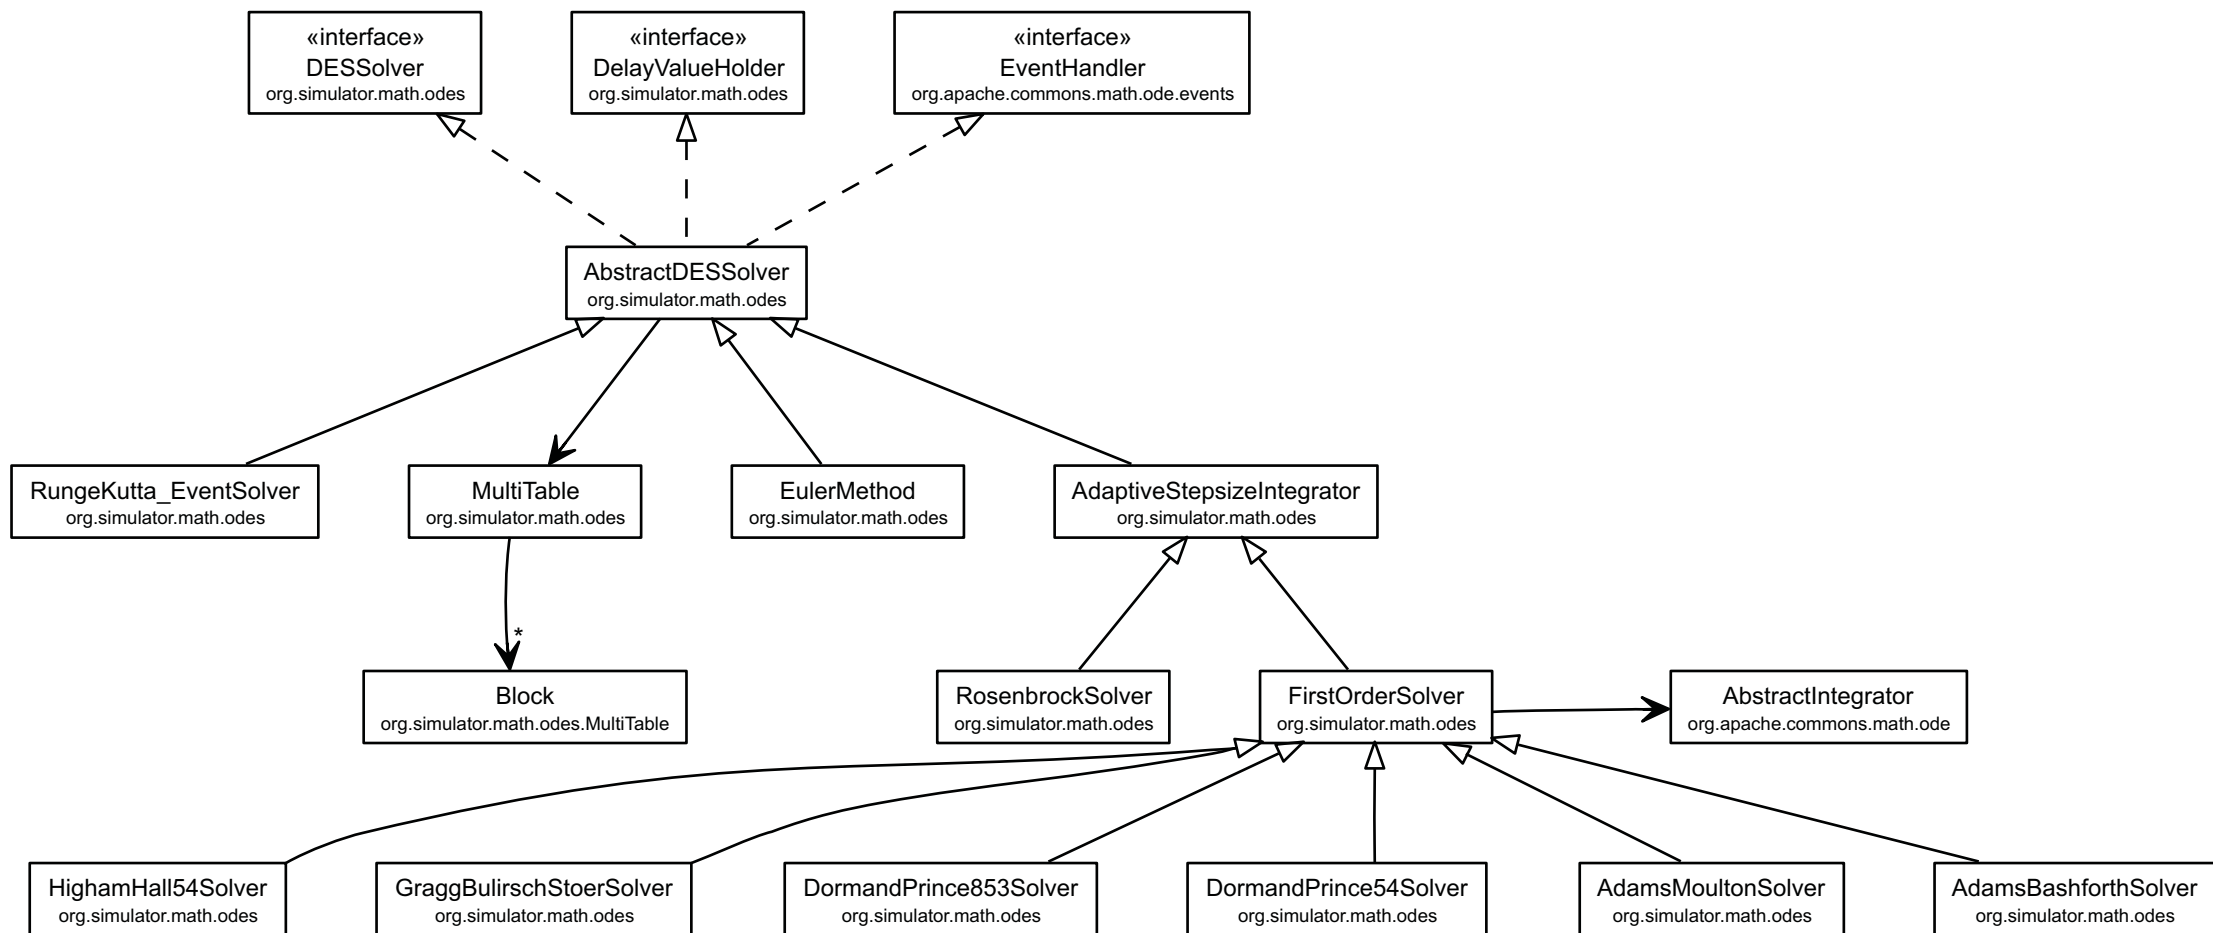 «interface»
DESSolver
org.simulator.math.odes
«interface»
DelayValueHolder
org.simulator.math.odes
«interface»
EventHandler
org.apache.commons.math.ode.events
AbstractDESSolver
org.simulator.math.odes
RungeKutta_EventSolver
org.simulator.math.odes
MultiTable
org.simulator.math.odes
EulerMethod
org.simulator.math.odes
AdaptiveStepsizeIntegrator
org.simulator.math.odes
*
Block
org.simulator.math.odes.MultiTable
RosenbrockSolver
org.simulator.math.odes
FirstOrderSolver
org.simulator.math.odes
AbstractIntegrator
org.apache.commons.math.ode
HighamHall54Solver
org.simulator.math.odes
GraggBulirschStoerSolver
org.simulator.math.odes
DormandPrince853Solver
org.simulator.math.odes
DormandPrince54Solver
org.simulator.math.odes
AdamsMoultonSolver
org.simulator.math.odes
AdamsBashforthSolver
org.simulator.math.odes